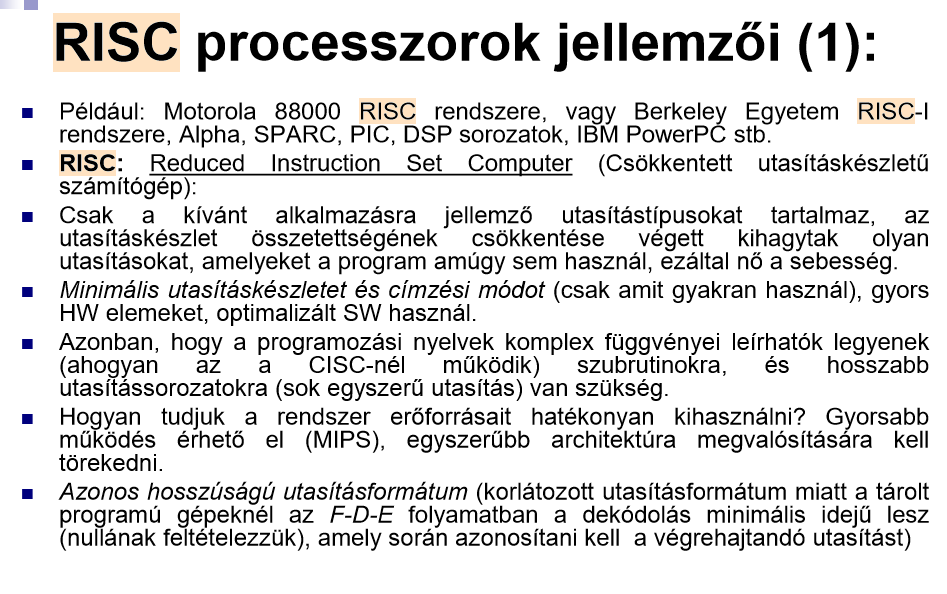 RISC processzorok jellemzői (1):
Például: Motorola 88000 RISC rendszere, vagy Berkeley Egyetem RISC-I
rendszere, Alpha, SPARC, PIC, DSP sorozatok, IBM PowerPC stb.
RISC: Reduced Instruction Set Computer (Csökkentett utasításkészletű
számítógép):
Csak a kívánt alkalmazásra jellemző utasítástípusokat tartalmaz, az
utasításkészlet összetettségének csökkentése végett kihagytak olyan
utasításokat, amelyeket a program amúgy sem használ, ezáltal nő a sebesség.
Minimális utasításkészletet és címzési módot (csak amit gyakran használ), gyors
HW elemeket, optimalizált SW használ.
Azonban, hogy a programozási nyelvek komplex függvényei leírhatók legyenek
(ahogyan az a CISC-nél működik) szubrutinokra, és hosszabb
utasítássorozatokra (sok egyszerű utasítás) van szükség.
Hogyan tudjuk a rendszer erőforrásait hatékonyan kihasználni? Gyorsabb
működés érhető el (MIPS), egyszerűbb architektúra megvalósítására kell
törekedni.
Azonos hosszúságú utasításformátum (korlátozott utasításformátum miatt a tárolt
programú gépeknél az F-D-E folyamatban a dekódolás minimális idejű lesz
(nullának feltételezzük), amely során azonosítani kell a végrehajtandó utasítást)